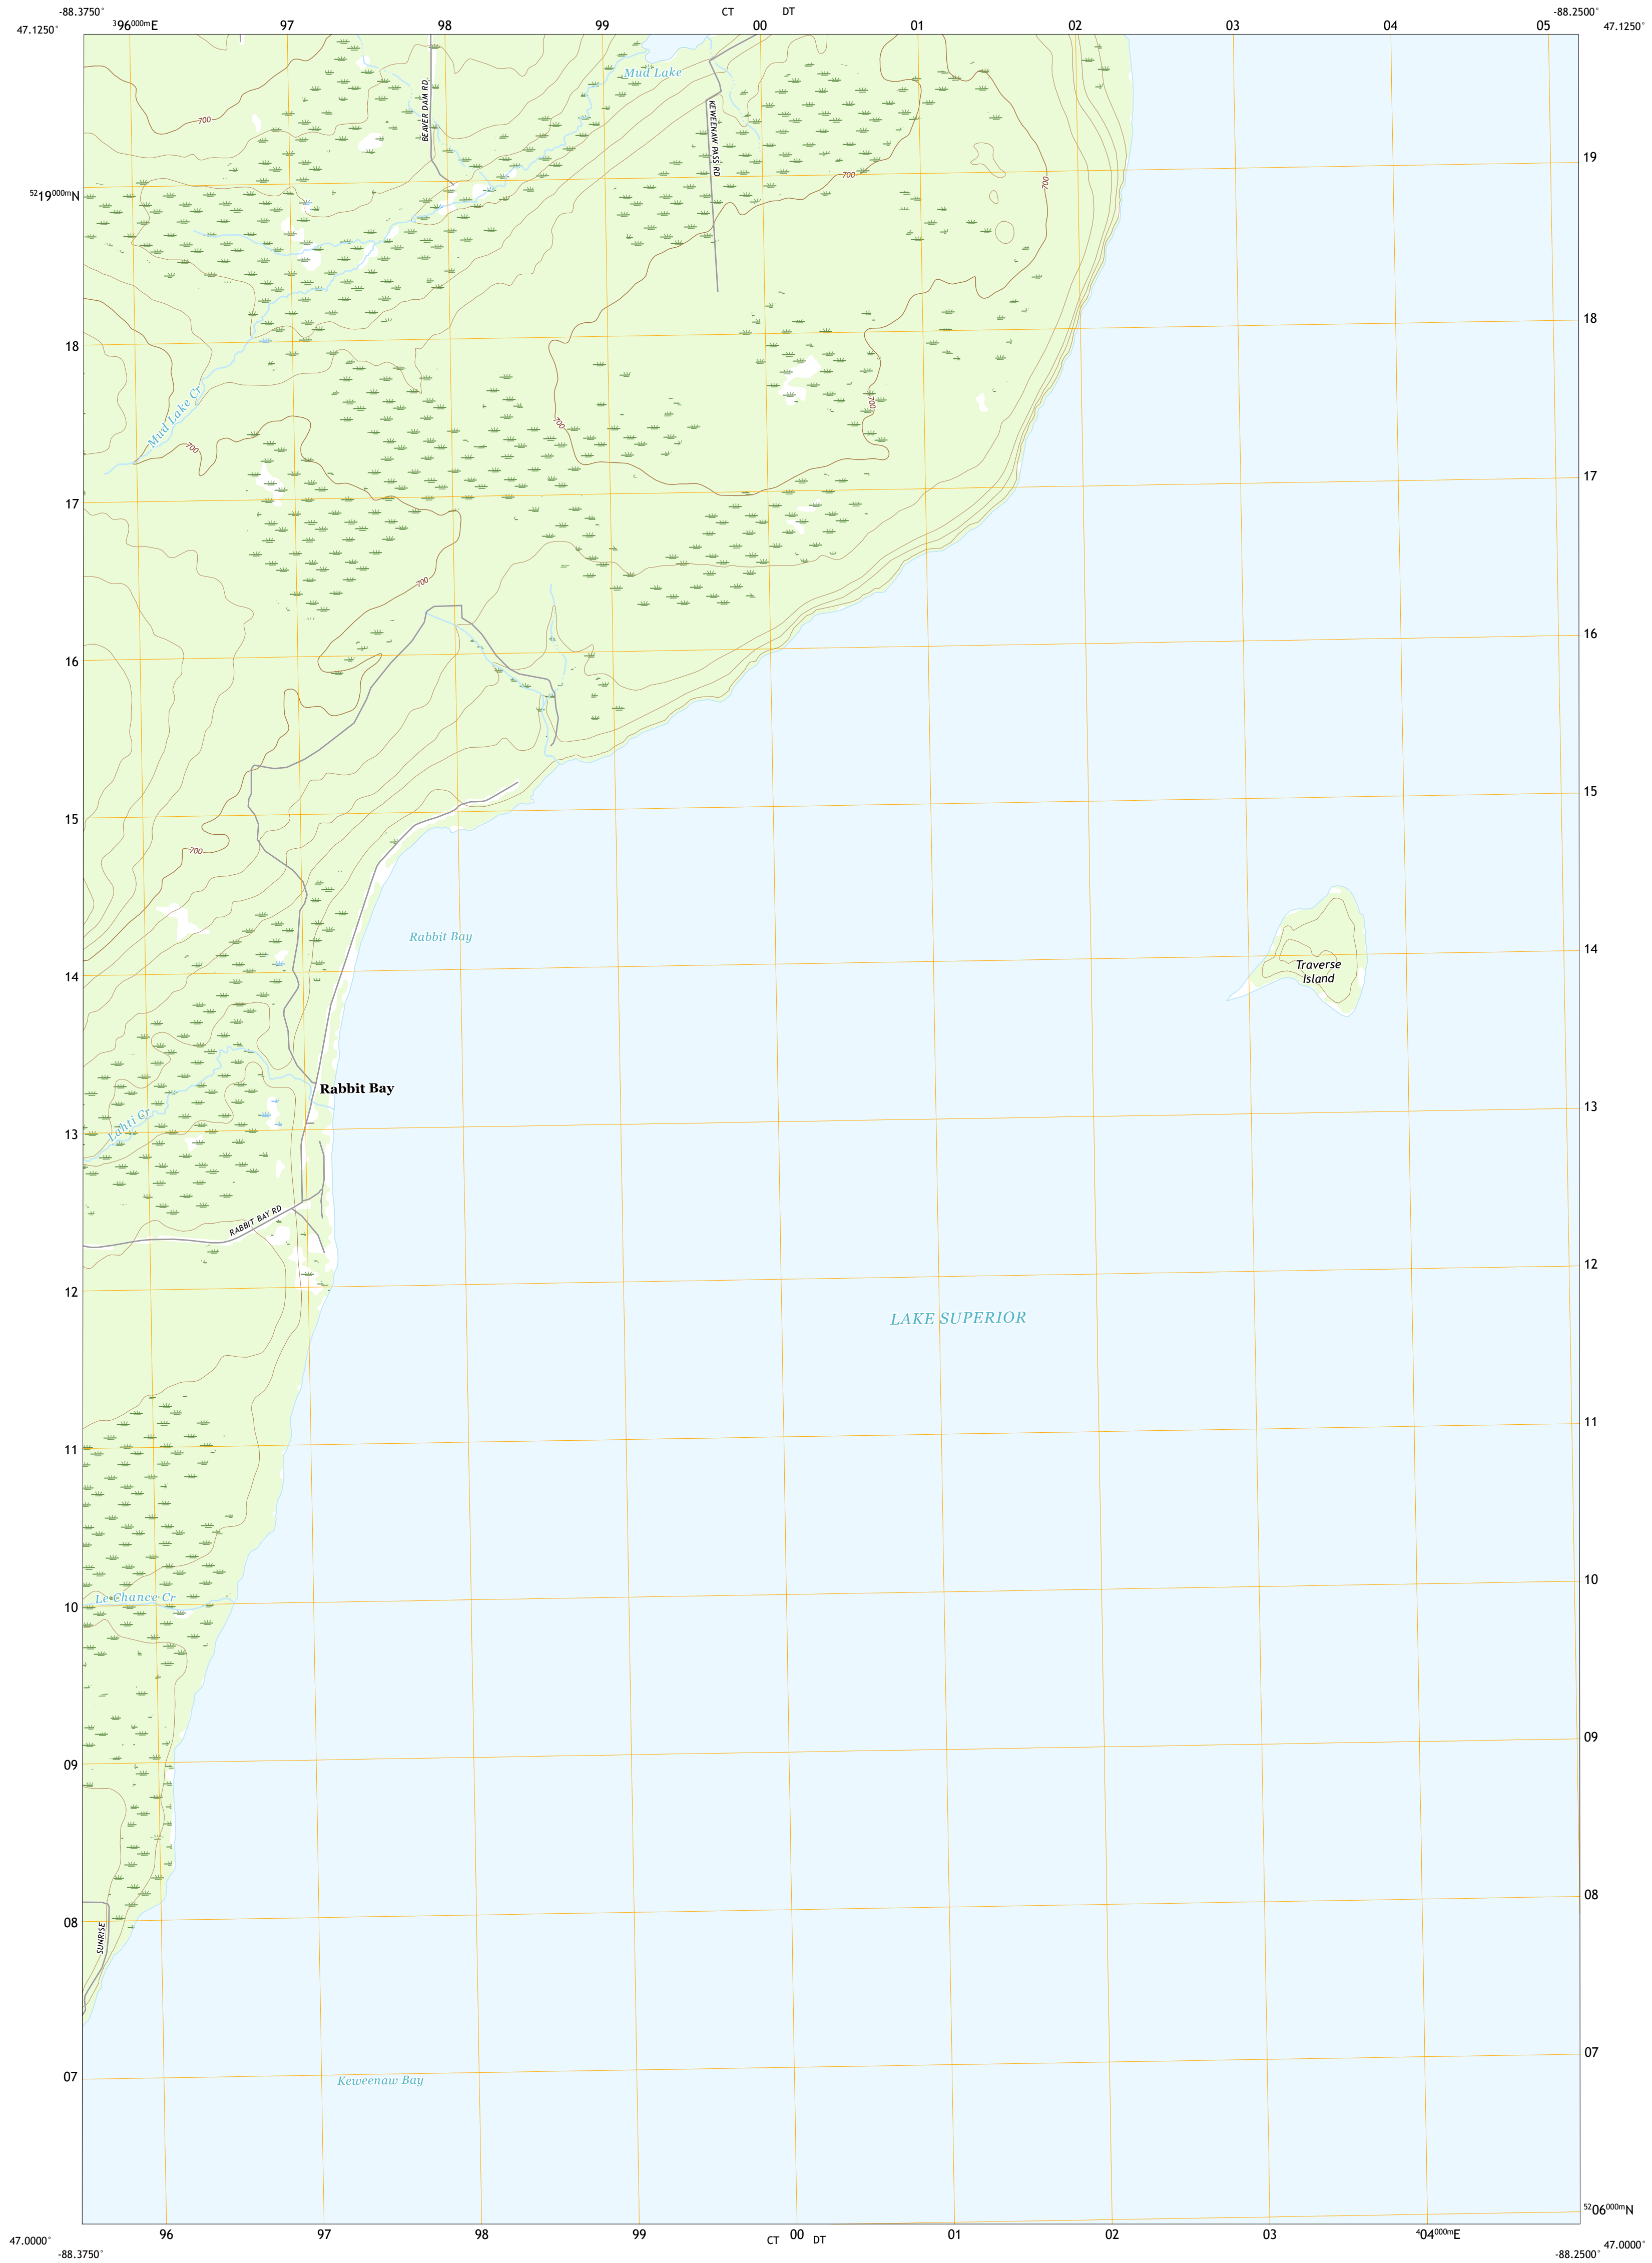 -88.3750°
CT DT
-88.2500°
47.1250°
³96⁰⁰⁰ᵐE 97 98 99 00 01 02 03 04 05
47.1250°
Mud Lake
BEAVER DAM RD
KEWEENAW PASS RD
700
19
700
700
⁵²19⁰⁰⁰ᵐN
18
18
Mud Lake Cr
700
700
700
17
17
700
16
16
15
15
700
Rabbit Bay
14
14
Traverse
Island
Rabbit Bay
13
13
Lahti Cr
RABBIT BAY RD
12
12
LAKE SUPERIOR
11
11
10
Le Chance Cr
10
09
09
08
08
SUNRISE
07
07
Keweenaw Bay
⁵²06⁰⁰⁰ᵐN
96 97 98 99 00 01 02 03 ⁴04⁰⁰⁰ᵐE
47.0000°
CT DT
47.0000°
-88.3750°
-88.2500°